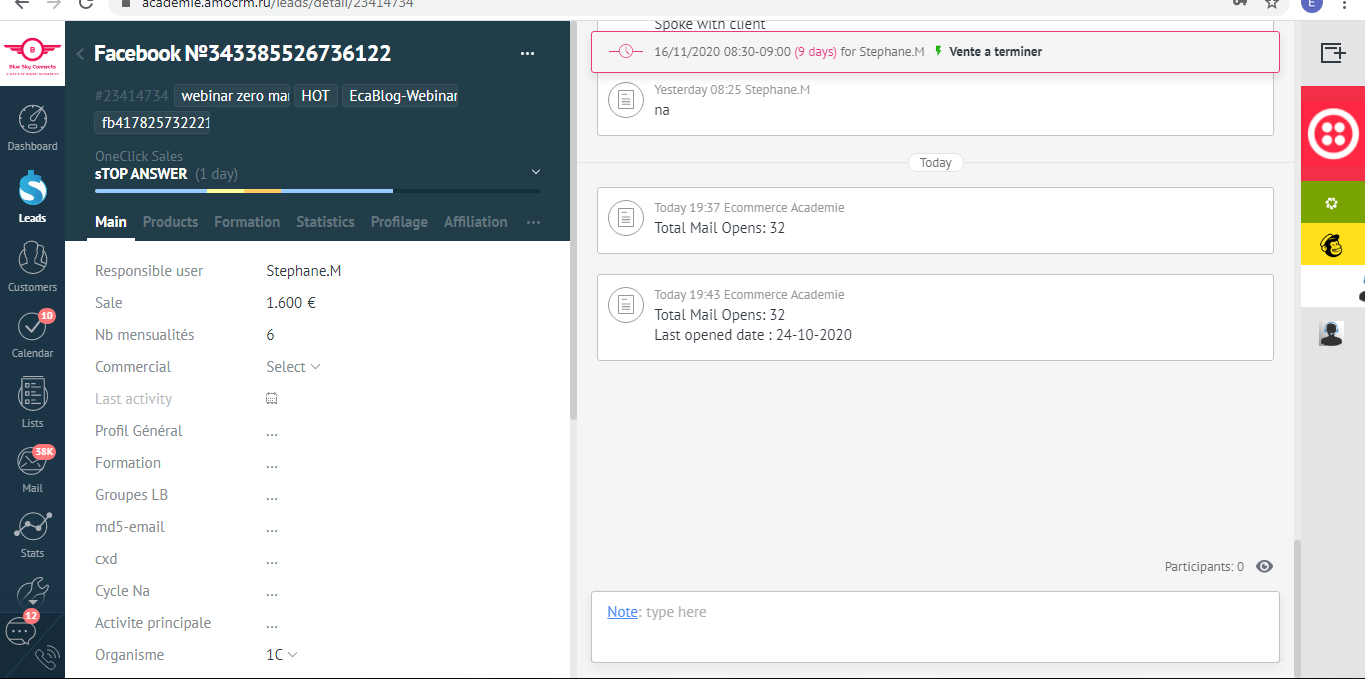 academie.amocrm.ru/leads/detail/23414734
E
B
Blue Sky Connects
Dashboard
Leads
Customers
10
Calendar
Lists
38K
Mail
Stats
12
Facebook №343385526736122
...
#23414734 webinar zero mar HOT EcaBlog-Webinar
fb417825732221
OneClick Sales
sTOP ANSWER (1 day)
Main Products Formation Statistics Profilage Affiliation ...
Responsible user Stephane.M
Sale 1.600 €
Nb mensualités 6
Commercial Select
Last activity
Profil Général ...
Formation ...
Groupes LB ...
md5-email ...
cxd ...
Cycle Na ...
Activite principale ...
Organisme 1C
Spoke with client
16/11/2020 08:30-09:00 (9 days) for Stephane.M Vente a terminer
Yesterday 08:25 Stephane.M
na
Today
Today 19:37 Ecommerce Academie
Total Mail Opens: 32
Today 19:43 Ecommerce Academie
Total Mail Opens: 32
Last opened date : 24-10-2020
Participants: 0
Note: type here